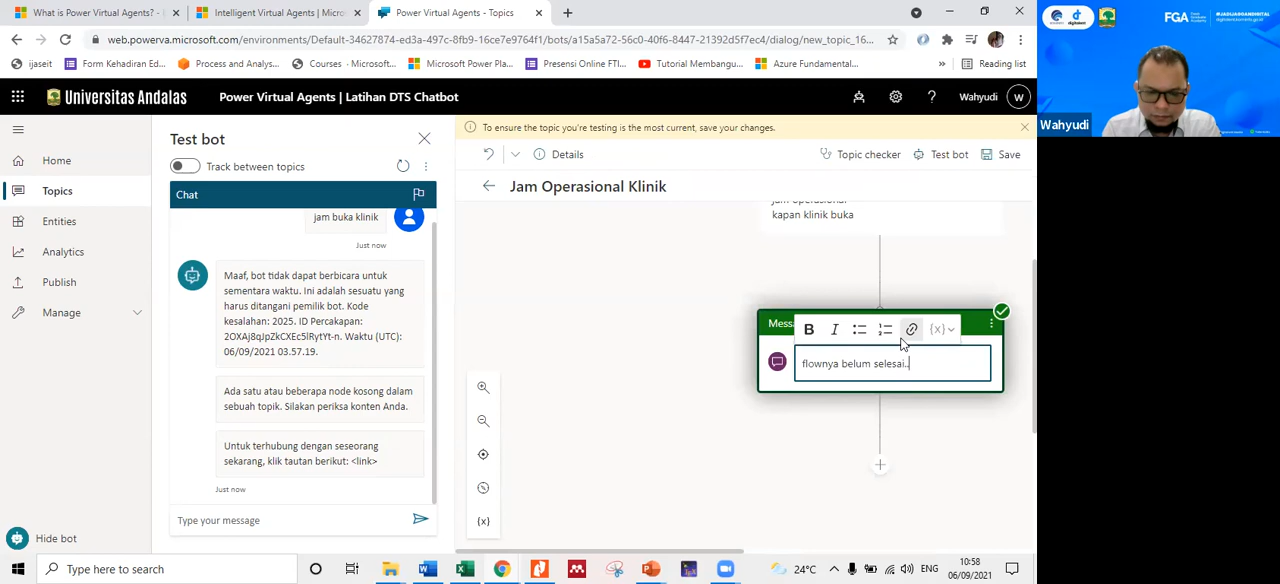 What is Power Virtual Agents? -
Intelligent Virtual Agents | Micros
Power Virtual Agents - Topics
web.powerva.microsoft.com/environments/Default-34627874-ed3a-497c-8fb9-16ce7e9764f1/bots/a15a5a72-56c0-40f6-8447-21392d5f7ec4/dialog/new_topic_16...
ijaseit
Form Kehadiran Ed...
Process and Analys...
Courses - Microsoft...
Microsoft Power Pla...
Presensi Online FTI...
Tutorial Membangu...
Azure Fundamental...
»
Reading list
Universitas Andalas
Power Virtual Agents | Latihan DTS Chatbot
Wahyudi
W
Home
Topics
Entities
Analytics
Publish
Manage
Hide bot
Test bot
Track between topics
Chat
jam buka klinik
Just now
Maaf, bot tidak dapat berbicara untuk
sementara waktu. Ini adalah sesuatu yang
harus ditangani pemilik bot. Kode
kesalahan: 2025. ID Percakapan:
2OXAj8qJpZkCXEc5lRytYt-n. Waktu (UTC):
06/09/2021 03.57.19.
Ada satu atau beberapa node kosong dalam
sebuah topik. Silakan periksa konten Anda.
Untuk terhubung dengan seseorang
sekarang, klik tautan berikut: <link>
Just now
Type your message
To ensure the topic you're testing is the most current, save your changes.
Details
Topic checker
Test bot
Save
Jam Operasional Klinik
jam operasional
kapan klinik buka
Messa
B I {x}
flownya belum selesai..
{x}
Type here to search
24°C
ENG
10:58
06/09/2021
FGA
#JADIJAGOANDIGITAL
Wahyudi